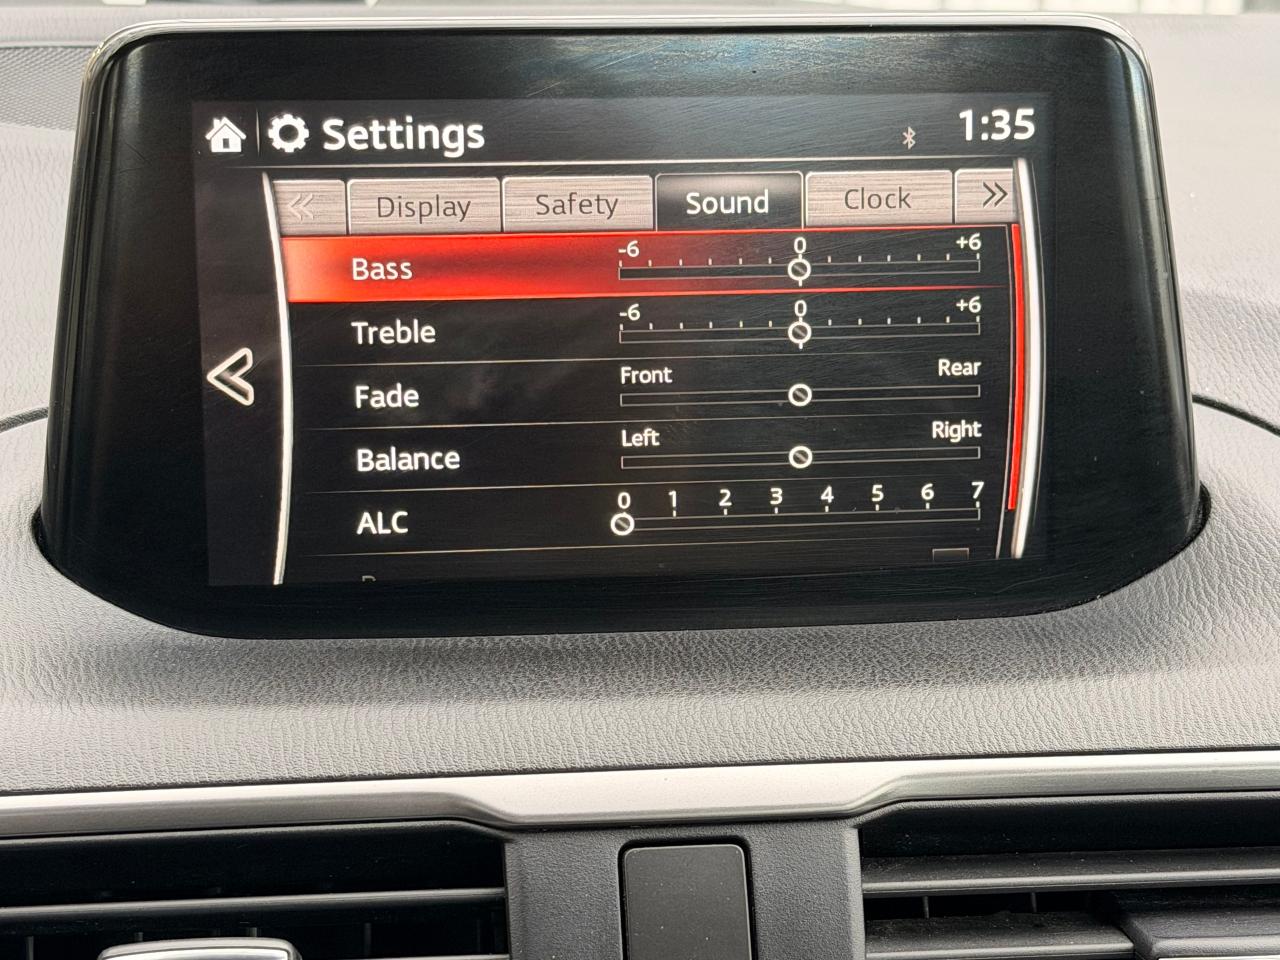 Settings 1:35
Display Safety Sound Clock
Bass -6 0 +6
Treble -6 0 +6
Fade Front Rear
Balance Left Right
ALC 0 1 2 3 4 5 6 7